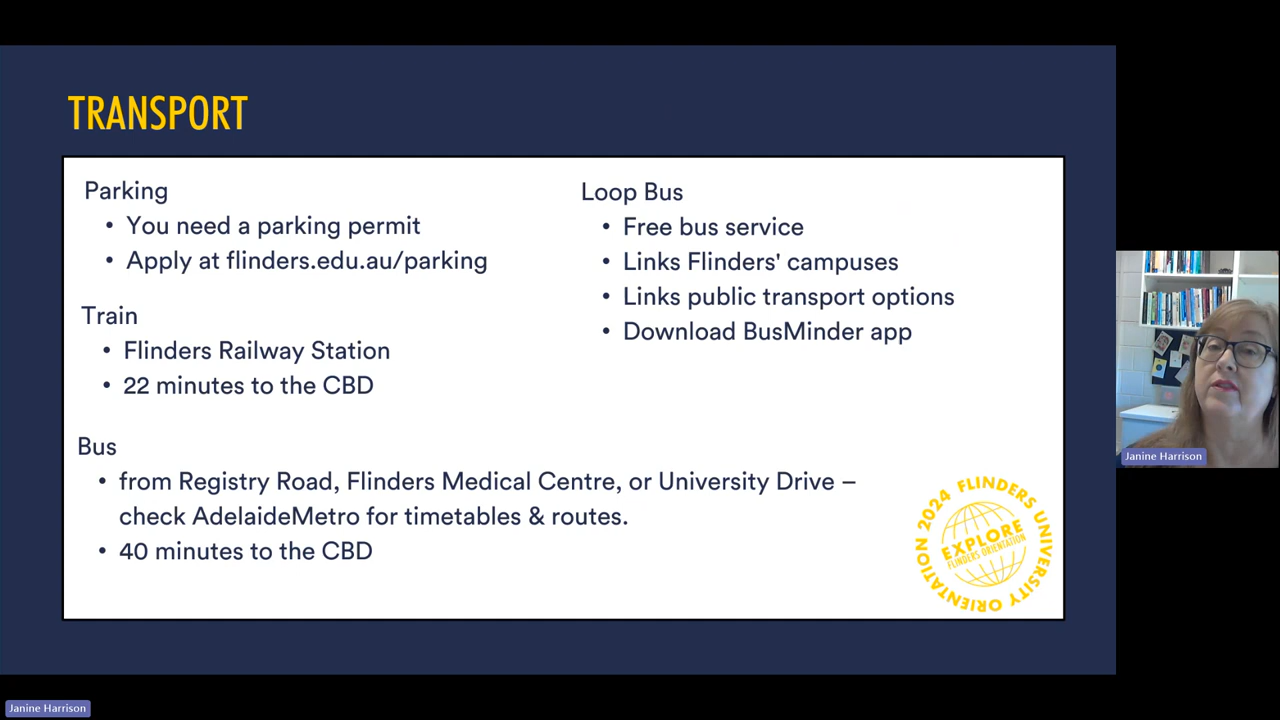 TRANSPORT
Parking
• You need a parking permit
• Apply at flinders.edu.au/parking
Train
• Flinders Railway Station
• 22 minutes to the CBD
Bus
• from Registry Road, Flinders Medical Centre, or University Drive –
check AdelaideMetro for timetables & routes.
• 40 minutes to the CBD
Loop Bus
• Free bus service
• Links Flinders' campuses
• Links public transport options
• Download BusMinder app
FLINDERS UNIVERSITY ORIENTATION 2024
EXPLORE
FLINDERS ORIENTATION
Janine Harrison
Janine Harrison